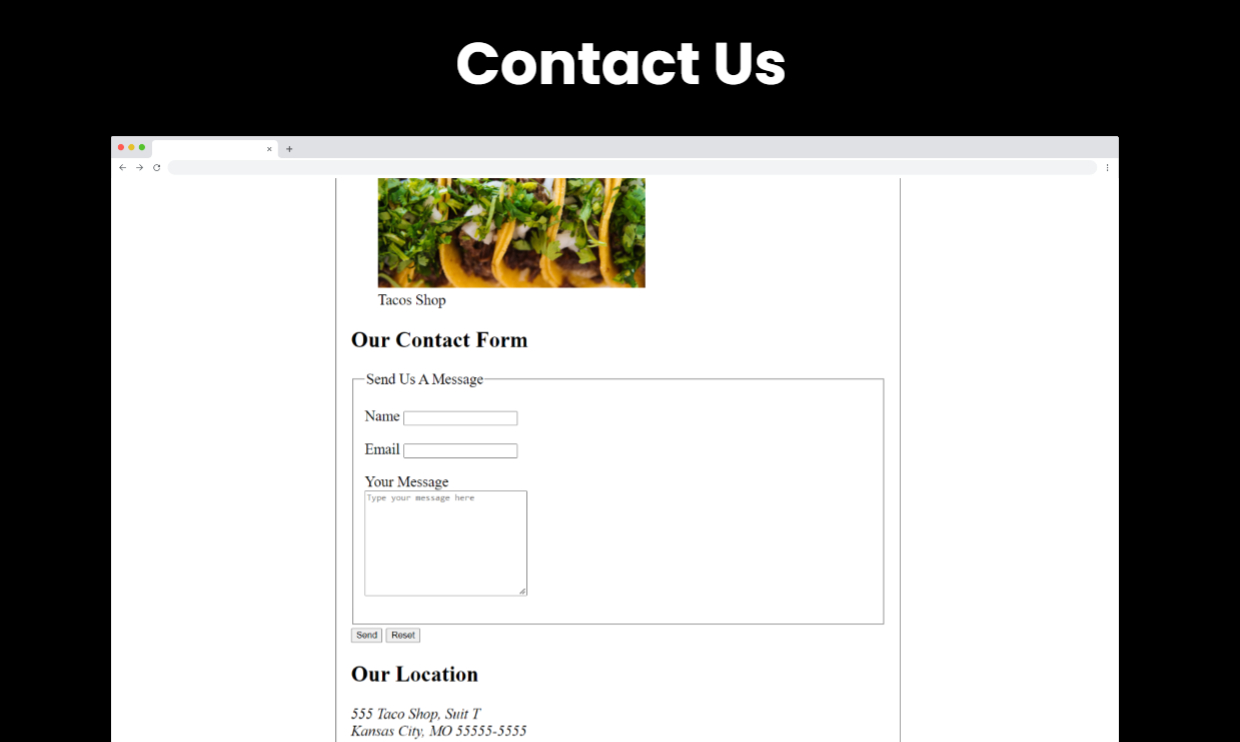 Contact Us
Tacos Shop
Our Contact Form
Send Us A Message
Name
Email
Your Message
Type your message here
Send Reset
Our Location
555 Taco Shop, Suit T
Kansas City, MO 55555-5555